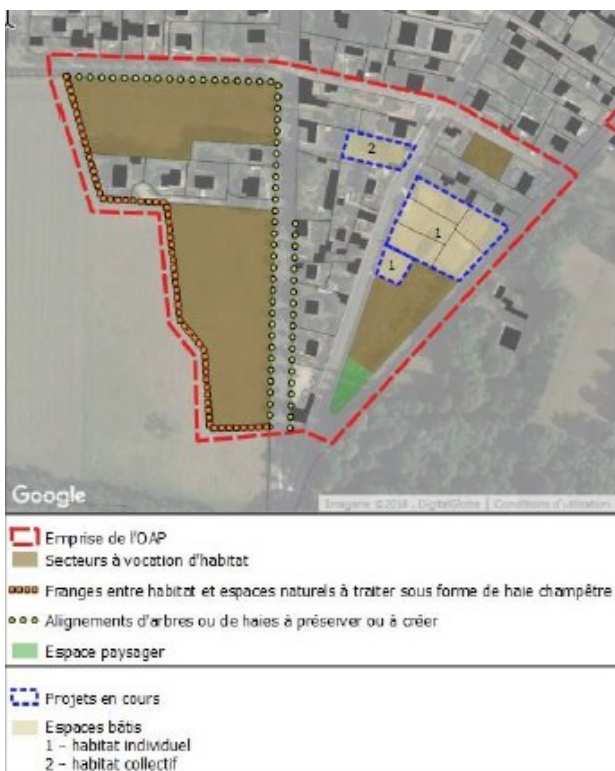 2
1
1
Google
Imagerie ©2018, DigitalGlobe | Conditions d'utilisation
Emprise de l'OAP
Secteurs à vocation d'habitat
Franges entre habitat et espaces naturels à traiter sous forme de haie champêtre
Alignements d'arbres ou de haies à préserver ou à créer
Espace paysager
Projets en cours
Espaces bâtis
1 - habitat individuel
2 - habitat collectif